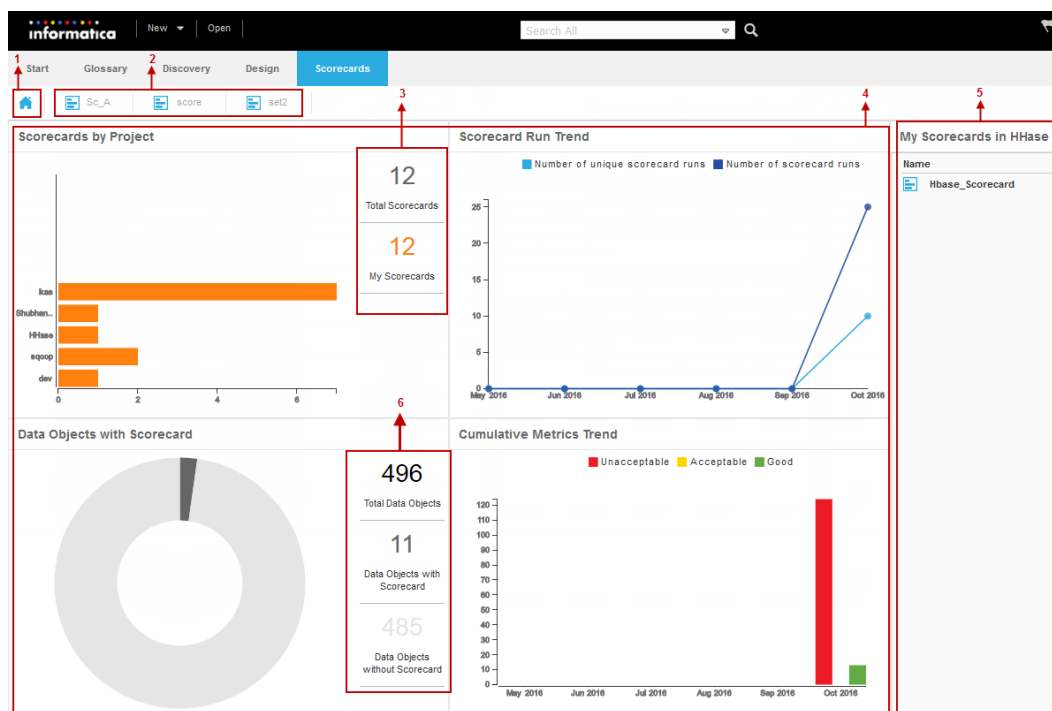 informatica
New
Open
Search All
1
2
Start
Glossary
Discovery
Design
Scorecards
Sc_A
score
set2
3
4
5
Scorecards by Project
12
Total Scorecards
12
My Scorecards
Ikas
Shubhan...
HHase
sqoop
dev
0 2 4 6
Scorecard Run Trend
Number of unique scorecard runs
Number of scorecard runs
25
20
15
10
5
0
May 2016 Jun 2016 Jul 2016 Aug 2016 Sep 2016 Oct 2016
My Scorecards in HHase
Name
Hbase_Scorecard
6
Data Objects with Scorecard
496
Total Data Objects
11
Data Objects with
Scorecard
485
Data Objects
without Scorecard
Cumulative Metrics Trend
Unacceptable Acceptable Good
120
110
100
90
80
70
60
50
40
30
20
10
0
May 2016 Jun 2016 Jul 2016 Aug 2016 Sep 2016 Oct 2016